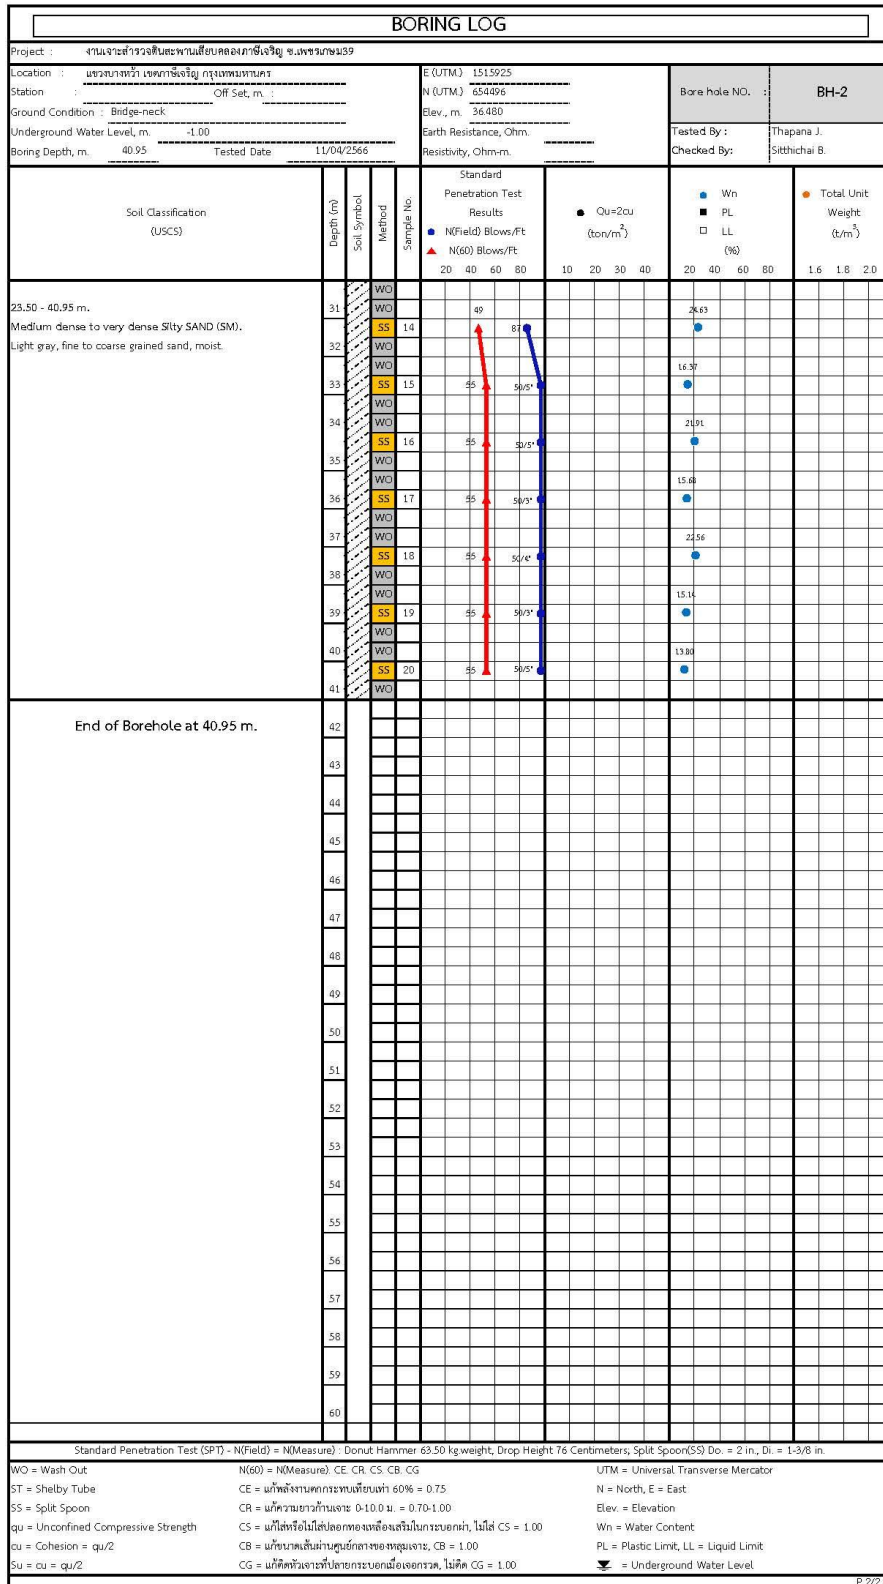 BORING LOG
Project : งานเจาะสำรวจดินสะพานเลียบคลองภาษีเจริญ ซ.เพชรเกษม39
Location : แขวงบางหว้า เขตภาษีเจริญ กรุงเทพมหานคร
E (UTM.) 1515925
Station : Off Set, m. :
N (UTM.) 654496
Bore hole NO. : BH-2
Ground Condition : Bridge-neck
Elev., m. 36.480
Underground Water Level, m. -1.00
Earth Resistance, Ohm.
Tested By : Thapana J.
Boring Depth, m. 40.95 Tested Date 11/04/2566
Resistivity, Ohm-m.
Checked By: Sitthichai B.
Soil Classification
(USCS)
Depth (m)
Soil Symbol
Method
Sample No.
Standard
Penetration Test
Results
N(Field) Blows/Ft
N(60) Blows/Ft
20 40 60 80
Qu=2cu
(ton/m²)
10 20 30 40
Wn
PL
LL
(%)
20 40 60 80
Total Unit
Weight
(t/m³)
1.6 1.8 2.0
23.50 - 40.95 m.
Medium dense to very dense Silty SAND (SM).
Light gray, fine to coarse grained sand, moist.
WO
31 WO 49 24.63
SS 14 87
32 WO
WO 16.37
33 SS 15 55 50/5"
WO
34 WO 21.91
SS 16 55 50/5"
35 WO
WO 15.68
36 SS 17 55 50/3"
WO
37 WO 22.56
SS 18 55 50/4"
38 WO
WO 15.14
39 SS 19 55 50/3"
WO
40 WO 13.80
SS 20 55 50/5"
41 WO
End of Borehole at 40.95 m.
42
43
44
45
46
47
48
49
50
51
52
53
54
55
56
57
58
59
60
Standard Penetration Test (SPT) - N(Field) = N(Measure) : Donut Hammer 63.50 kg.weight, Drop Height 76 Centimeters; Split Spoon(SS) Do. = 2 in., Di. = 1-3/8 in.
WO = Wash Out
N(60) = N(Measure). CE. CR. CS. CB. CG
UTM = Universal Transverse Mercator
ST = Shelby Tube
CE = แก้พลังงานตกกระทบเทียบเท่า 60% = 0.75
N = North, E = East
SS = Split Spoon
CR = แก้ความยาวก้านเจาะ 0-10.0 ม. = 0.70-1.00
Elev. = Elevation
qu = Unconfined Compressive Strength
CS = แก้ใส่หรือไม่ใส่ปลอกทองเหลืองเสริมในกระบอกผ่า, ไม่ใส่ CS = 1.00
Wn = Water Content
cu = Cohesion = qu/2
CB = แก้ขนาดเส้นผ่านศูนย์กลางของหลุมเจาะ, CB = 1.00
PL = Plastic Limit, LL = Liquid Limit
Su = cu = qu/2
CG = แก้ติดหัวเจาะที่ปลายกระบอกเมื่อเจอกรวด, ไม่ติด CG = 1.00
= Underground Water Level
P 2/2